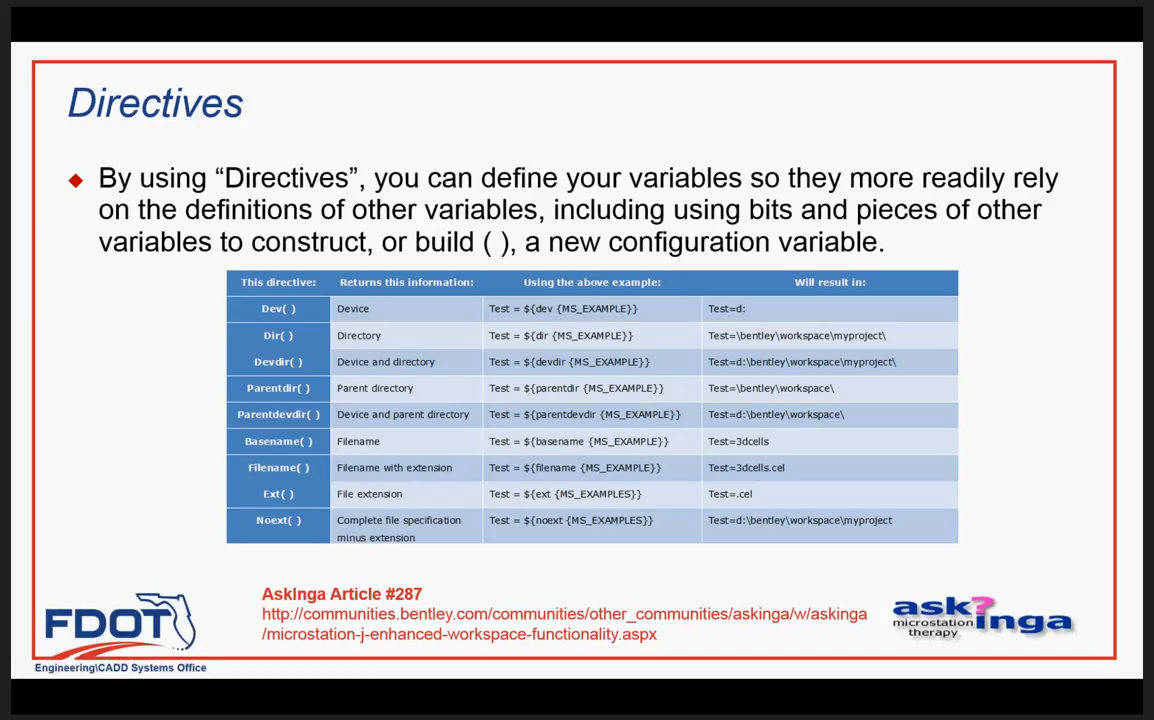 Directives
By using “Directives”, you can define your variables so they more readily rely
on the definitions of other variables, including using bits and pieces of other
variables to construct, or build ( ), a new configuration variable.
This directive: Returns this information: Using the above example: Will result in:
Dev( ) Device Test = ${dev {MS_EXAMPLE}} Test=d:
Dir( ) Directory Test = ${dir {MS_EXAMPLE}} Test=\bentley\workspace\myproject\
Devdir( ) Device and directory Test = ${devdir {MS_EXAMPLE}} Test=d:\bentley\workspace\myproject\
Parentdir( ) Parent directory Test = ${parentdir {MS_EXAMPLE}} Test=\bentley\workspace\
Parentdevdir( ) Device and parent directory Test = ${parentdevdir {MS_EXAMPLE}} Test=d:\bentley\workspace\
Basename( ) Filename Test = ${basename {MS_EXAMPLE}} Test=3dcells
Filename( ) Filename with extension Test = ${filename {MS_EXAMPLE}} Test=3dcells.cel
Ext( ) File extension Test = ${ext {MS_EXAMPLES}} Test=.cel
Noext( ) Complete file specification Test = ${noext {MS_EXAMPLES}} Test=d:\bentley\workspace\myproject
minus extension
AskInga Article #287
http://communities.bentley.com/communities/other_communities/askinga/w/askinga
/microstation-j-enhanced-workspace-functionality.aspx
FDOT
Engineering\CADD Systems Office
ask?
microstation inga
therapy